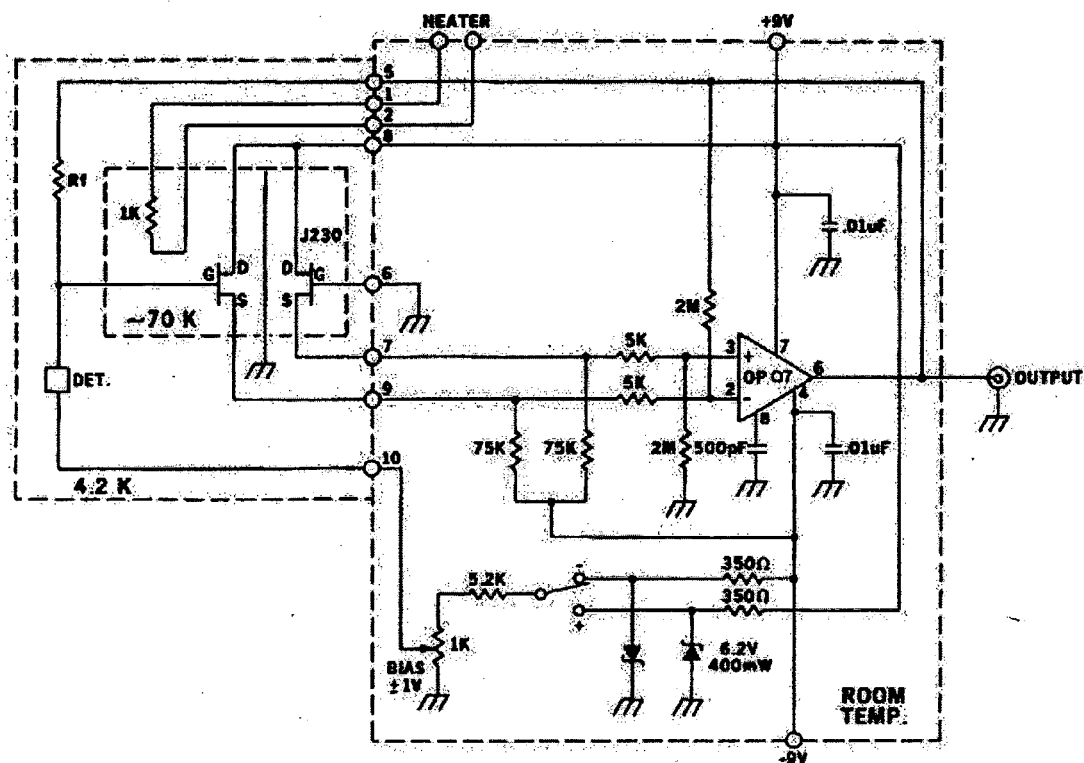 HEATER
+9V
5
1
2
8
Rf
1K
J230
.01uF
G D
D G
S
S
6
~70 K
2M
7
5K
3
7
+
OP 07
6
OUTPUT
DET.
5K
2
-
4
9
8
75K
75K
2M
500pF
.01uF
10
4.2 K
-
350Ω
5.2K
350Ω
+
1K
6.2V
400mW
BIAS
±1V
ROOM
TEMP.
-9V